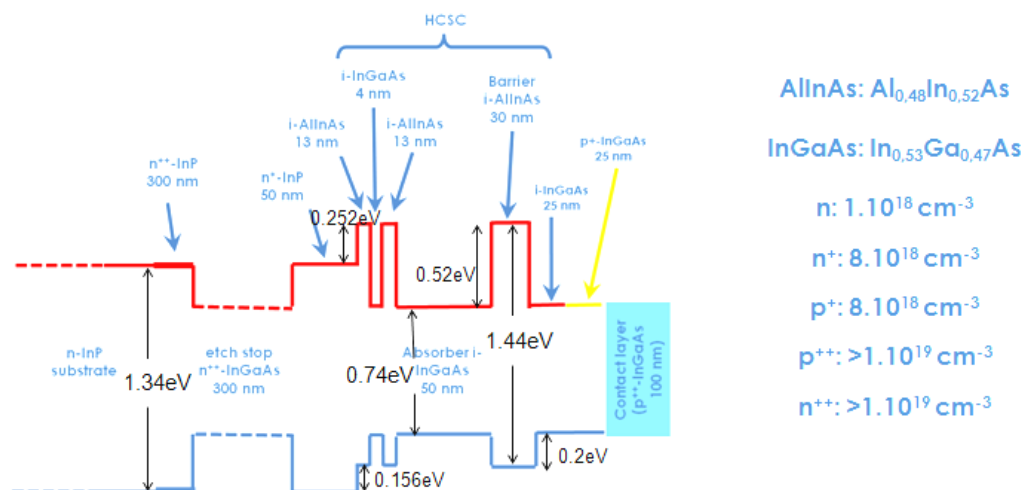 HCSC
i-InGaAs
4 nm
Barrier
i-AlInAs
30 nm
i-AlInAs
13 nm
i-AlInAs
13 nm
p+-InGaAs
25 nm
n⁺⁺-InP
300 nm
n⁺-InP
50 nm
i-InGaAs
25 nm
0.252eV
0.52eV
1.44eV
n-InP
substrate
1.34eV
etch stop
n⁺⁺-InGaAs
300 nm
0.74eV
Absorber i-
InGaAs
50 nm
Contact layer
(p⁺⁺-InGaAs
100 nm)
0.156eV
0.2eV
AlInAs: Al₀,₄₈In₀,₅₂As
InGaAs: In₀,₅₃Ga₀,₄₇As
n: 1.10¹⁸ cm⁻³
n⁺: 8.10¹⁸ cm⁻³
p⁺: 8.10¹⁸ cm⁻³
p⁺⁺: >1.10¹⁹ cm⁻³
n⁺⁺: >1.10¹⁹ cm⁻³